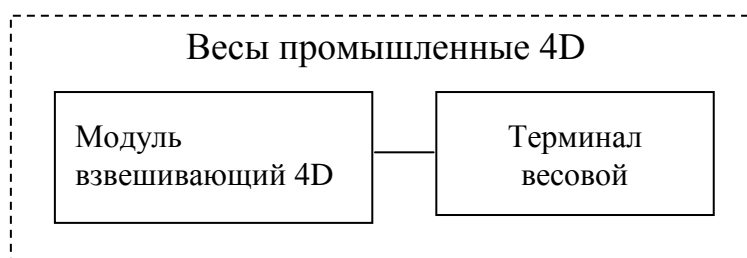 Весы промышленные 4D
Модуль
взвешивающий 4D
Терминал
весовой